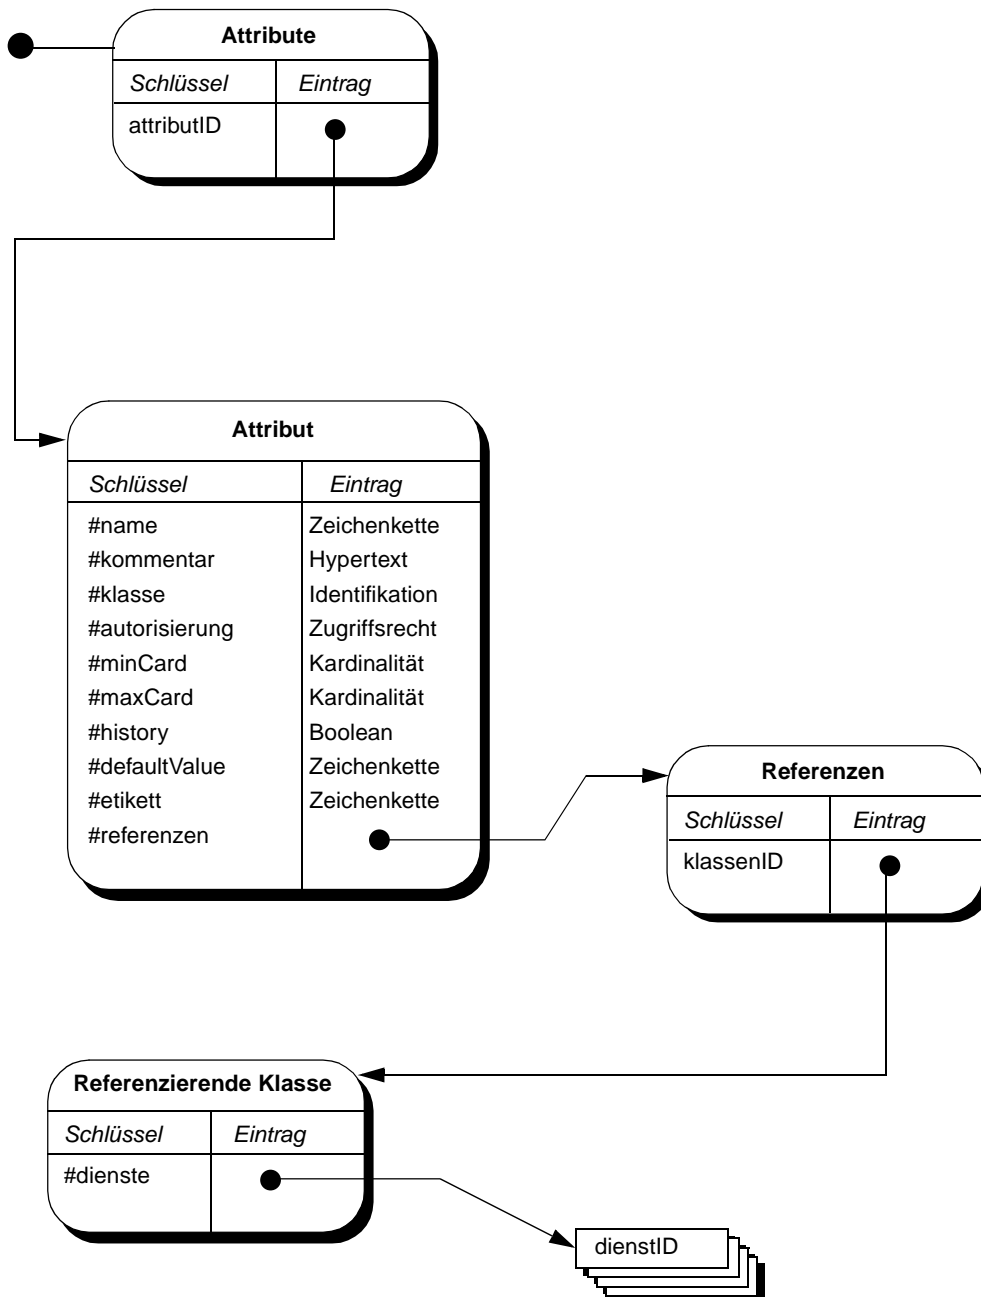 Attribute
Schlüssel Eintrag
attributID
Attribut
Schlüssel Eintrag
#name Zeichenkette
#kommentar Hypertext
#klasse Identifikation
#autorisierung Zugriffsrecht
#minCard Kardinalität
#maxCard Kardinalität
#history Boolean
#defaultValue Zeichenkette
#etikett Zeichenkette
#referenzen
Referenzen
Schlüssel Eintrag
klassenID
Referenzierende Klasse
Schlüssel Eintrag
#dienste
dienstID